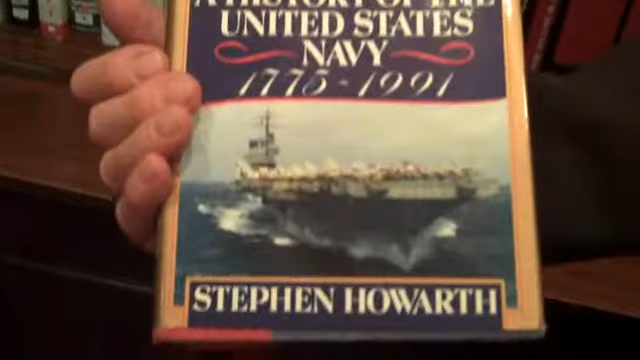 A HISTORY OF THE
UNITED STATES
NAVY
1775-1991
STEPHEN HOWARTH